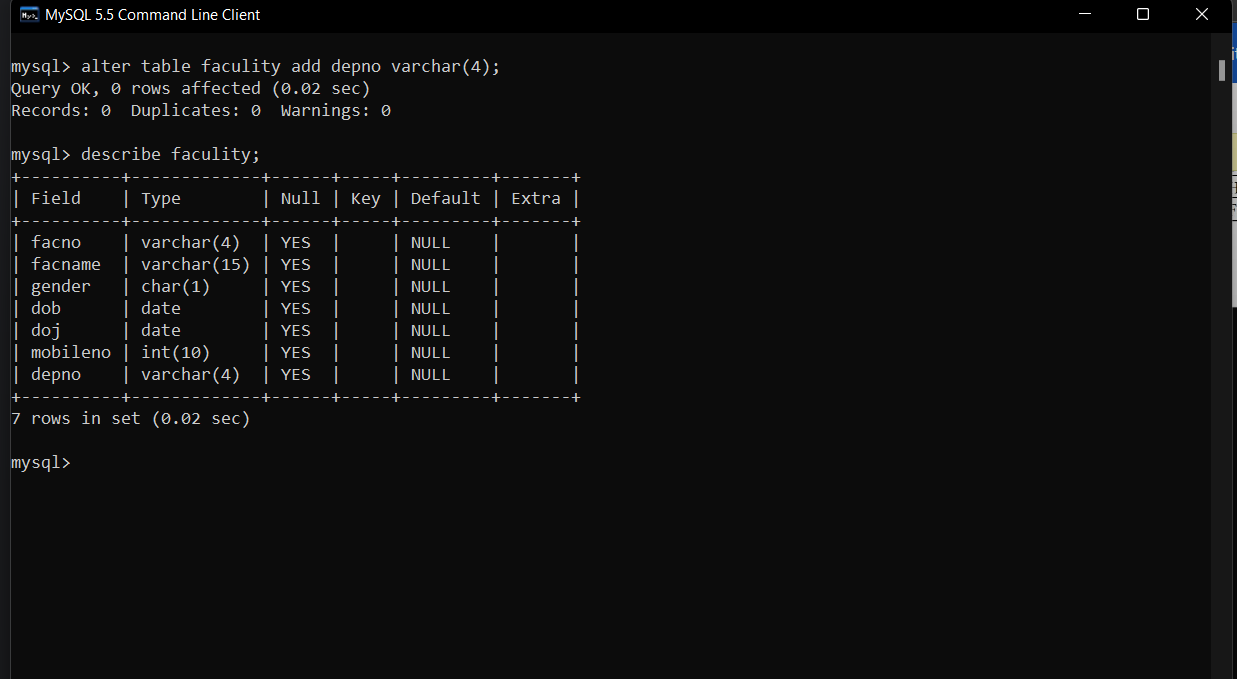 MySQL 5.5 Command Line Client
mysql> alter table faculity add depno varchar(4);
Query OK, 0 rows affected (0.02 sec)
Records: 0  Duplicates: 0  Warnings: 0
mysql> describe faculity;
+----------+-------------+------+-----+---------+-------+
| Field    | Type        | Null | Key | Default | Extra |
+----------+-------------+------+-----+---------+-------+
| facno    | varchar(4)  | YES  |     | NULL    |       |
| facname  | varchar(15) | YES  |     | NULL    |       |
| gender   | char(1)     | YES  |     | NULL    |       |
| dob      | date        | YES  |     | NULL    |       |
| doj      | date        | YES  |     | NULL    |       |
| mobileno | int(10)     | YES  |     | NULL    |       |
| depno    | varchar(4)  | YES  |     | NULL    |       |
+----------+-------------+------+-----+---------+-------+
7 rows in set (0.02 sec)
mysql>